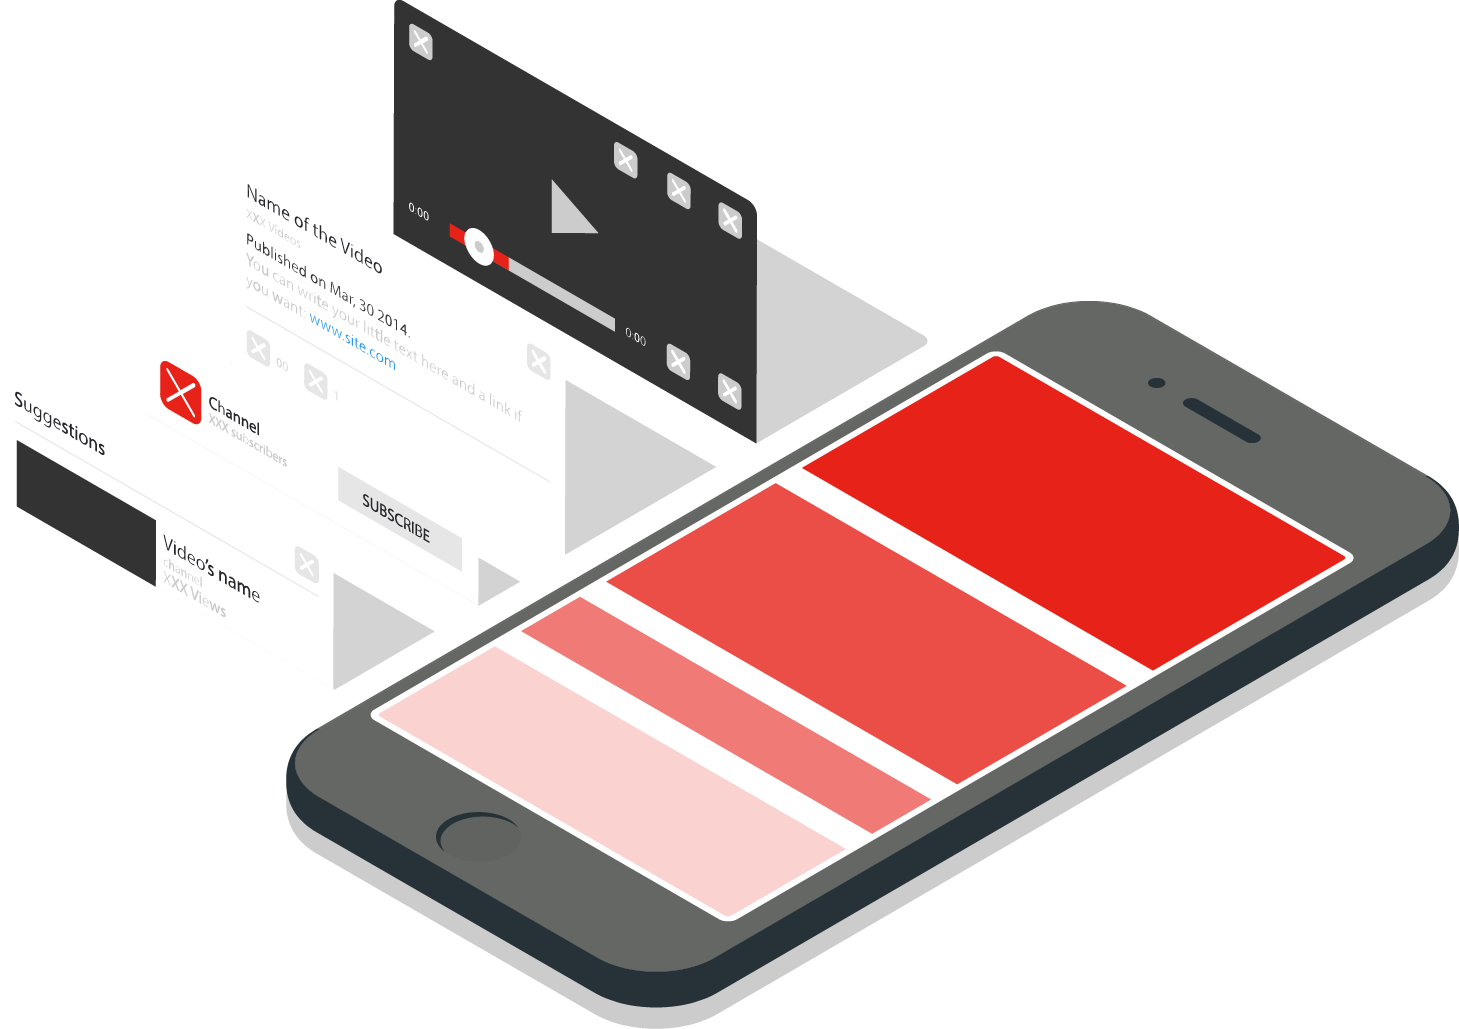 0:00
0:00
Name of the Video
XXX Videos
Published on Mar, 30 2014.
You can write your little text here and a link if
you want: www.site.com
00
1
Channel
XXX subscribers
SUBSCRIBE
Suggestions
Video's name
channel
XXX Views